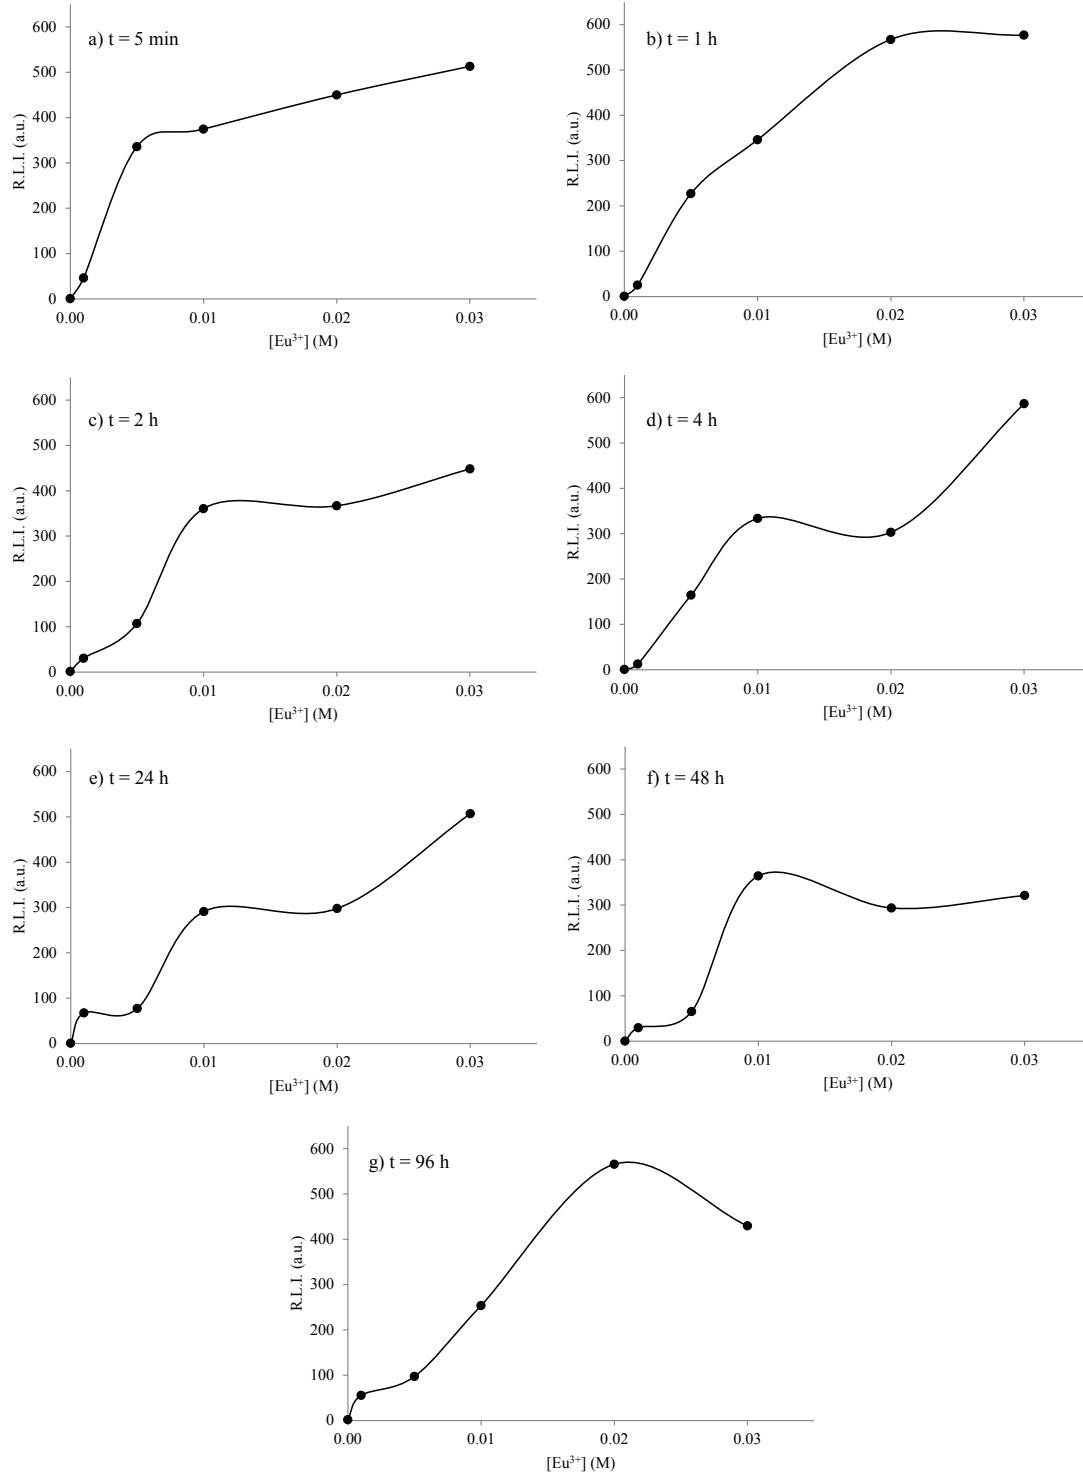 a) t = 5 min
R.L.I. (a.u.)
600
500
400
300
200
100
0
0.00 0.01 0.02 0.03
[Eu³⁺] (M)
b) t = 1 h
R.L.I. (a.u.)
600
500
400
300
200
100
0
0.00 0.01 0.02 0.03
[Eu³⁺] (M)
c) t = 2 h
R.L.I. (a.u.)
600
500
400
300
200
100
0
0.00 0.01 0.02 0.03
[Eu³⁺] (M)
d) t = 4 h
R.L.I. (a.u.)
600
500
400
300
200
100
0
0.00 0.01 0.02 0.03
[Eu³⁺] (M)
e) t = 24 h
R.L.I. (a.u.)
600
500
400
300
200
100
0
0.00 0.01 0.02 0.03
[Eu³⁺] (M)
f) t = 48 h
R.L.I. (a.u.)
600
500
400
300
200
100
0
0.00 0.01 0.02 0.03
[Eu³⁺] (M)
g) t = 96 h
R.L.I. (a.u.)
600
500
400
300
200
100
0
0.00 0.01 0.02 0.03
[Eu³⁺] (M)